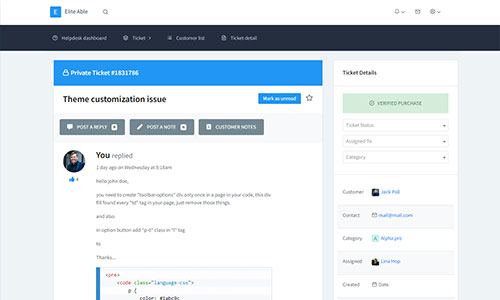 E Elite Able
Helpdesk dashboard Ticket Customer list Ticket detail
Private Ticket #1831786
Theme customization issue
Mark as unread
POST A REPLY POST A NOTE CUSTOMER NOTES
You replied
1 day ago on Wednesday at 8:18am
4
hello john doe,
you need to create "toolbar-options" div only once in a page in your code, this div
fill found every "td" tag in your page, just remove those things.
and also
in option button add "p-0" class in "i" tag
to
Thanks...
<pre>
<code class="language-css">
p {
color: #1abc9c
Ticket Details
VERIFIED PURCHASE
Ticket Status
Assigned To
Category
Customer Jack Pall
Contact mail@mail.com
Category Alpha pro
Assigned Lina Hop
Created Date